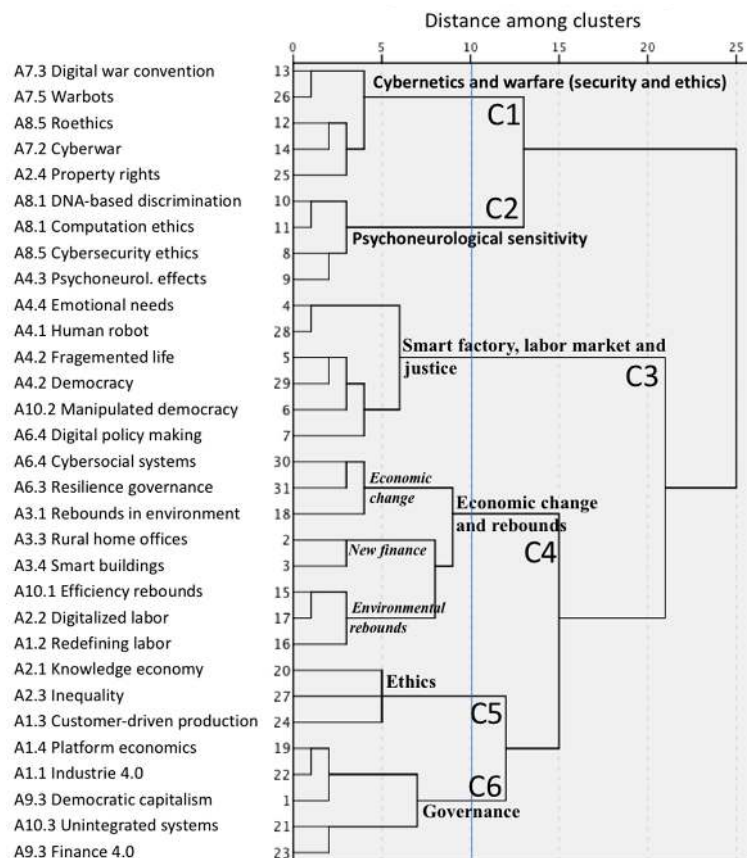 Distance among clusters
0 5 10 15 20 25
A7.3 Digital war convention 13
Cybernetics and warfare (security and ethics)
A7.5 Warbots 26
C1
A8.5 Roethics 12
A7.2 Cyberwar 14
A2.4 Property rights 25
A8.1 DNA-based discrimination 10
C2
A8.1 Computation ethics 11
Psychoneurological sensitivity
A8.5 Cybersecurity ethics 8
A4.3 Psychoneurol. effects 9
A4.4 Emotional needs 4
A4.1 Human robot 28
Smart factory, labor market and
justice
A4.2 Fragemented life 5
C3
A4.2 Democracy 29
A10.2 Manipulated democracy 6
A6.4 Digital policy making 7
A6.4 Cybersocial systems 30
Economic
change
A6.3 Resilience governance 31
Economic change
and rebounds
A3.1 Rebounds in environment 18
A3.3 Rural home offices 2
New finance
C4
A3.4 Smart buildings 3
A10.1 Efficiency rebounds 15
Environmental
rebounds
A2.2 Digitalized labor 17
A1.2 Redefining labor 16
A2.1 Knowledge economy 20
Ethics
A2.3 Inequality 27
C5
A1.3 Customer-driven production 24
A1.4 Platform economics 19
A1.1 Industrie 4.0 22
C6
A9.3 Democratic capitalism 1
Governance
A10.3 Unintegrated systems 21
A9.3 Finance 4.0 23